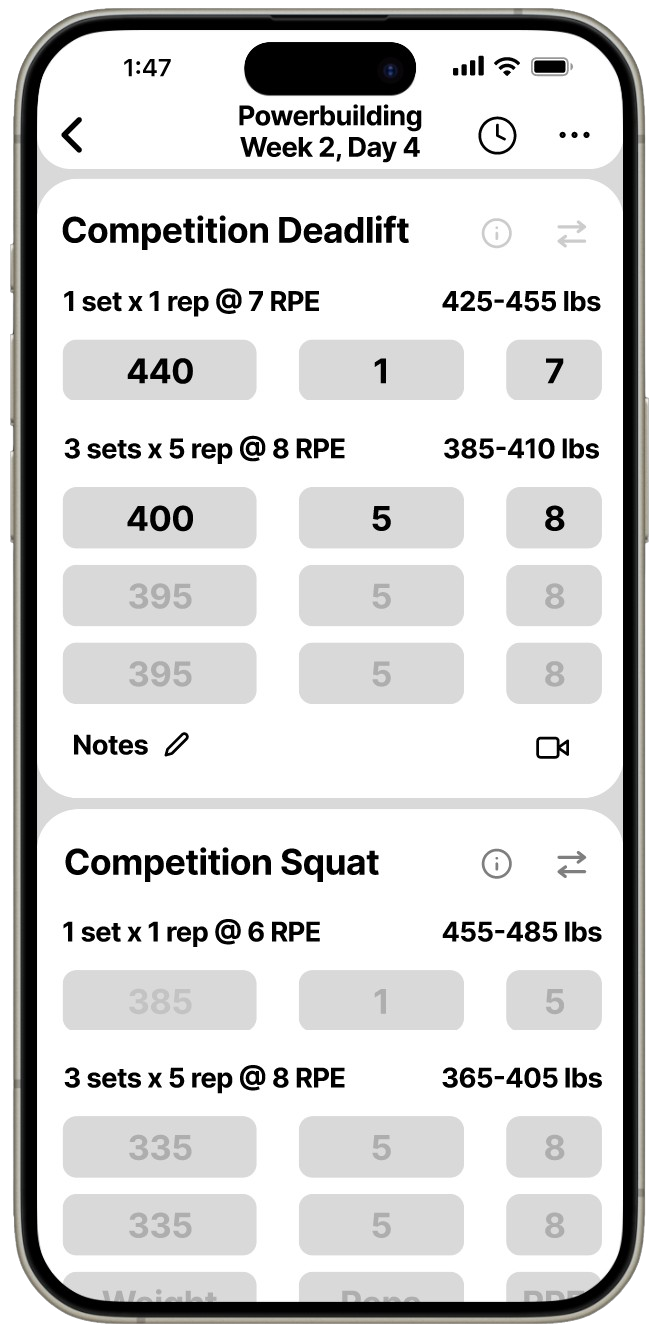 1:47
Powerbuilding
Week 2, Day 4
Competition Deadlift
1 set x 1 rep @ 7 RPE 425-455 lbs
440 1 7
3 sets x 5 rep @ 8 RPE 385-410 lbs
400 5 8
395 5 8
395 5 8
Notes
Competition Squat
1 set x 1 rep @ 6 RPE 455-485 lbs
385 1 5
3 sets x 5 rep @ 8 RPE 365-405 lbs
335 5 8
335 5 8
Weight Reps RPE